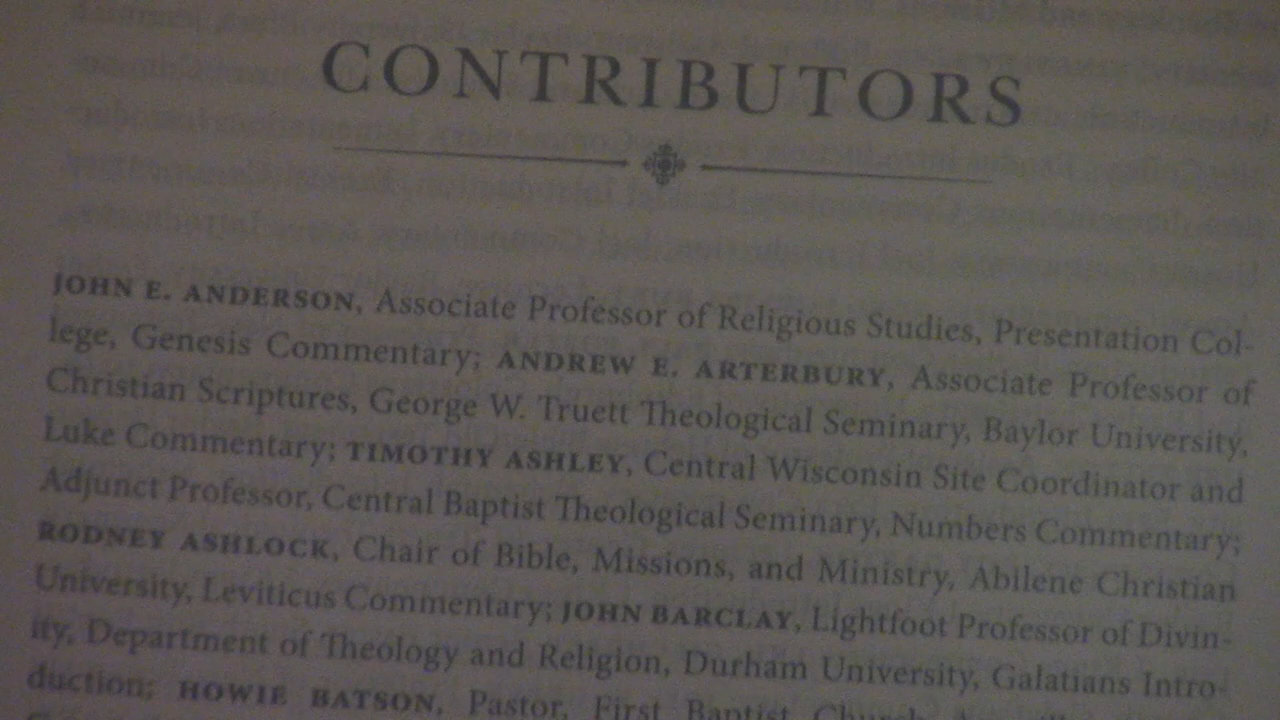 CONTRIBUTORS
JOHN E. ANDERSON, Associate Professor of Religious Studies, Presentation Col-
lege, Genesis Commentary; ANDREW E. ARTERBURY, Associate Professor of
Christian Scriptures, George W. Truett Theological Seminary, Baylor University,
Luke Commentary; TIMOTHY ASHLEY, Central Wisconsin Site Coordinator and
Adjunct Professor, Central Baptist Theological Seminary, Numbers Commentary;
RODNEY ASHLOCK, Chair of Bible, Missions, and Ministry, Abilene Christian
University, Leviticus Commentary; JOHN BARCLAY, Lightfoot Professor of Divin-
ity, Department of Theology and Religion, Durham University, Galatians Intro-
duction; HOWIE BATSON, Pastor, First Baptist Church,